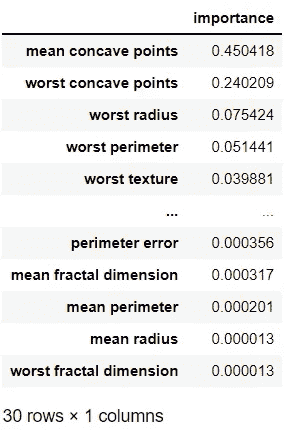 importance
mean concave points 0.450418
worst concave points 0.240209
worst radius 0.075424
worst perimeter 0.051441
worst texture 0.039881
... ...
perimeter error 0.000356
mean fractal dimension 0.000317
mean perimeter 0.000201
mean radius 0.000013
worst fractal dimension 0.000013
30 rows × 1 columns